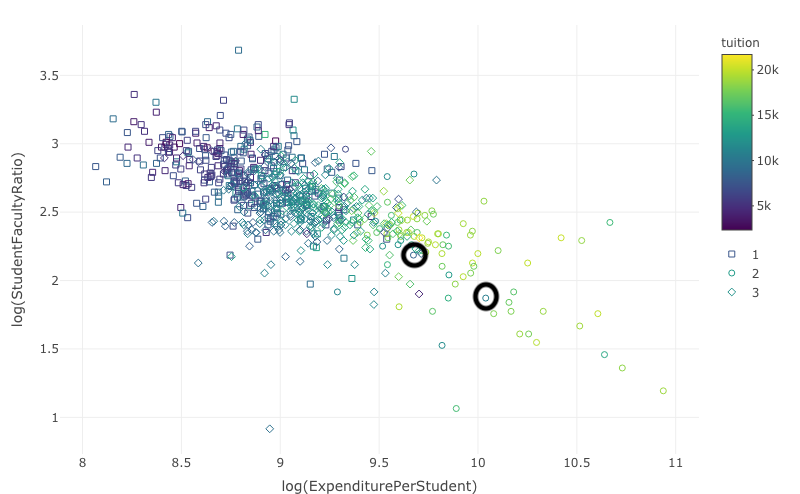 tuition
20k
15k
10k
5k
1
2
3
3.5
3
2.5
2
1.5
1
log(StudentFacultyRatio)
8
8.5
9
9.5
10
10.5
11
log(ExpenditurePerStudent)